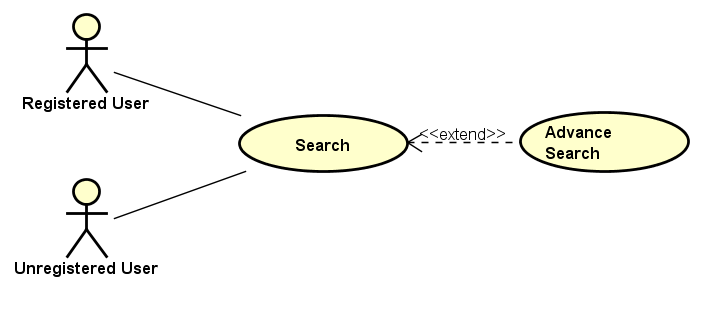 Registered User
Search
<<extend>>
Advance
Search
Unregistered User